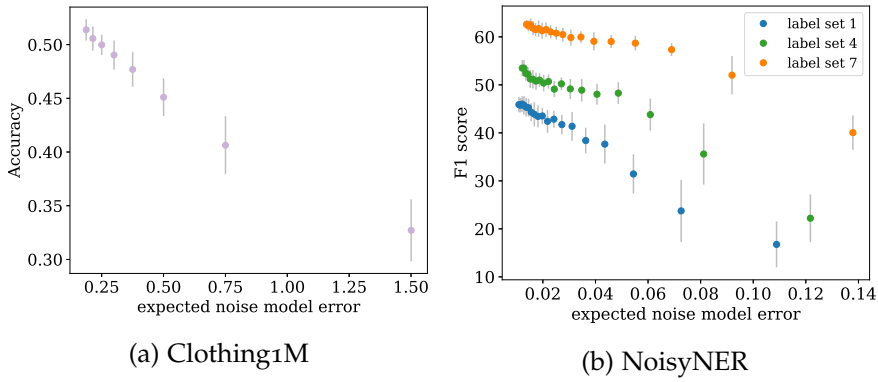 0.50
0.45
0.40
0.35
0.30
Accuracy
0.25 0.50 0.75 1.00 1.25 1.50
expected noise model error
(a) Clothing1M
60
50
40
30
20
10
F1 score
label set 1
label set 4
label set 7
0.02 0.04 0.06 0.08 0.10 0.12 0.14
expected noise model error
(b) NoisyNER